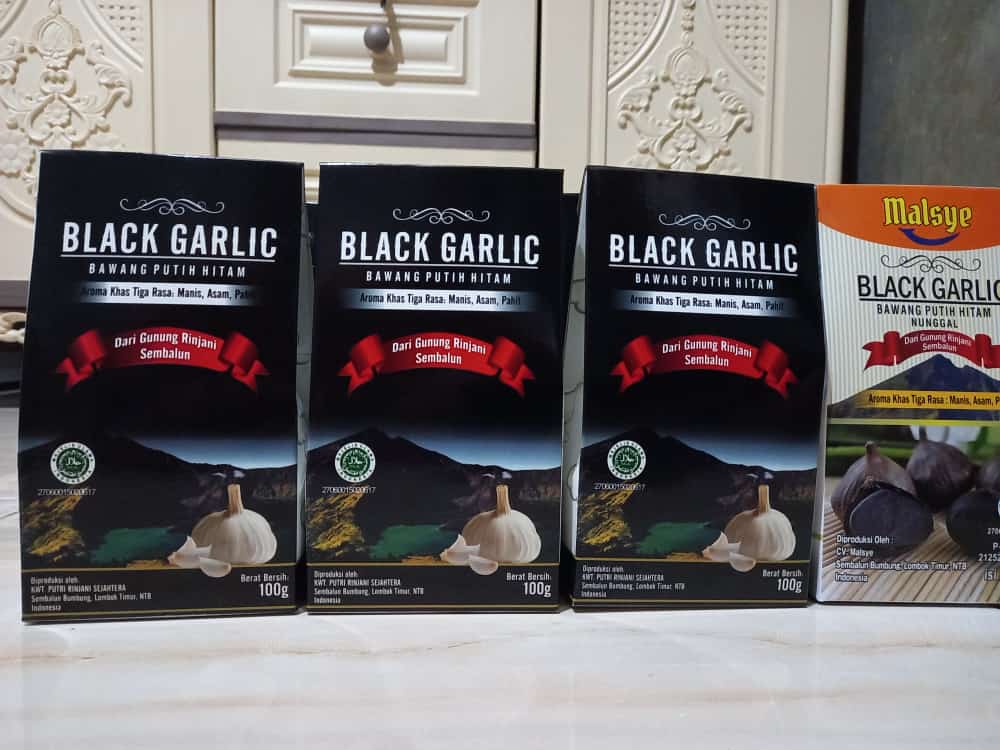 BLACK GARLIC
BAWANG PUTIH HITAM
Aroma Khas Tiga Rasa: Manis, Asam, Pahit
Dari Gunung Rinjani
Sembalun
27060015020517
Diproduksi oleh:
KWT. PUTRI RINJANI SEJAHTERA
Sembalun Bumbung, Lombok Timur, NTB
Indonesia
Berat Bersih:
100g
BLACK GARLIC
BAWANG PUTIH HITAM
Aroma Khas Tiga Rasa: Manis, Asam, Pahit
Dari Gunung Rinjani
Sembalun
27060015020517
Diproduksi oleh:
KWT. PUTRI RINJANI SEJAHTERA
Sembalun Bumbung, Lombok Timur, NTB
Indonesia
Berat Bersih:
100g
BLACK GARLIC
BAWANG PUTIH HITAM
Aroma Khas Tiga Rasa: Manis, Asam, Pahit
Dari Gunung Rinjani
Sembalun
27060015020517
Diproduksi oleh:
KWT. PUTRI RINJANI SEJAHTERA
Sembalun Bumbung, Lombok Timur, NTB
Indonesia
Berat Bersih:
100g
Malsye
BLACK GARLIC
BAWANG PUTIH HITAM
NUNGGAL
Dari Gunung Rinjani
Sembalun
Aroma Khas Tiga Rasa : Manis, Asam, P
Diproduksi Oleh :
CV. Malsye
Sembalun Bumbung, Lombok Timur, NTB
Indonesia